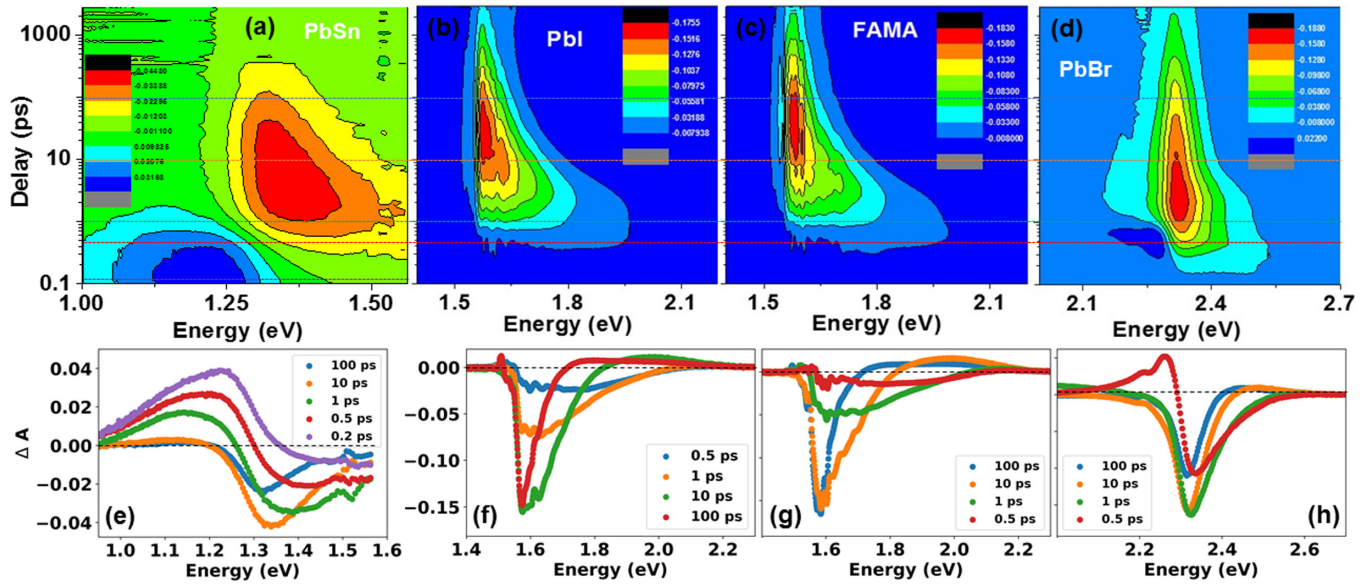 (a) PbSn
1000
10
0.1
Delay (ps)
-0.04480
-0.03388
-0.02296
-0.01203
-0.001100
0.009825
0.02075
0.03168
1.00 1.25 1.50
Energy (eV)
(b) PbI
-0.1755
-0.1516
-0.1276
-0.1037
-0.07975
-0.05581
-0.03188
-0.007938
1.5 1.8 2.1
Energy (eV)
(c) FAMA
-0.1830
-0.1580
-0.1330
-0.1080
-0.08300
-0.05800
-0.03300
-0.008000
1.5 1.8 2.1
Energy (eV)
(d)
PbBr
-0.1880
-0.1580
-0.1280
-0.09800
-0.06800
-0.03800
-0.008000
0.02200
2.1 2.4 2.7
Energy (eV)
Δ A
0.04
0.02
0.00
−0.02
−0.04
100 ps
10 ps
1 ps
0.5 ps
0.2 ps
(e)
1.0 1.1 1.2 1.3 1.4 1.5 1.6
Energy (eV)
0.00
−0.05
−0.10
−0.15
0.5 ps
1 ps
10 ps
100 ps
(f)
1.4 1.6 1.8 2.0 2.2
Energy (eV)
100 ps
10 ps
1 ps
0.5 ps
(g)
1.6 1.8 2.0 2.2
Energy (eV)
100 ps
10 ps
1 ps
0.5 ps
(h)
2.2 2.4 2.6
Energy (eV)